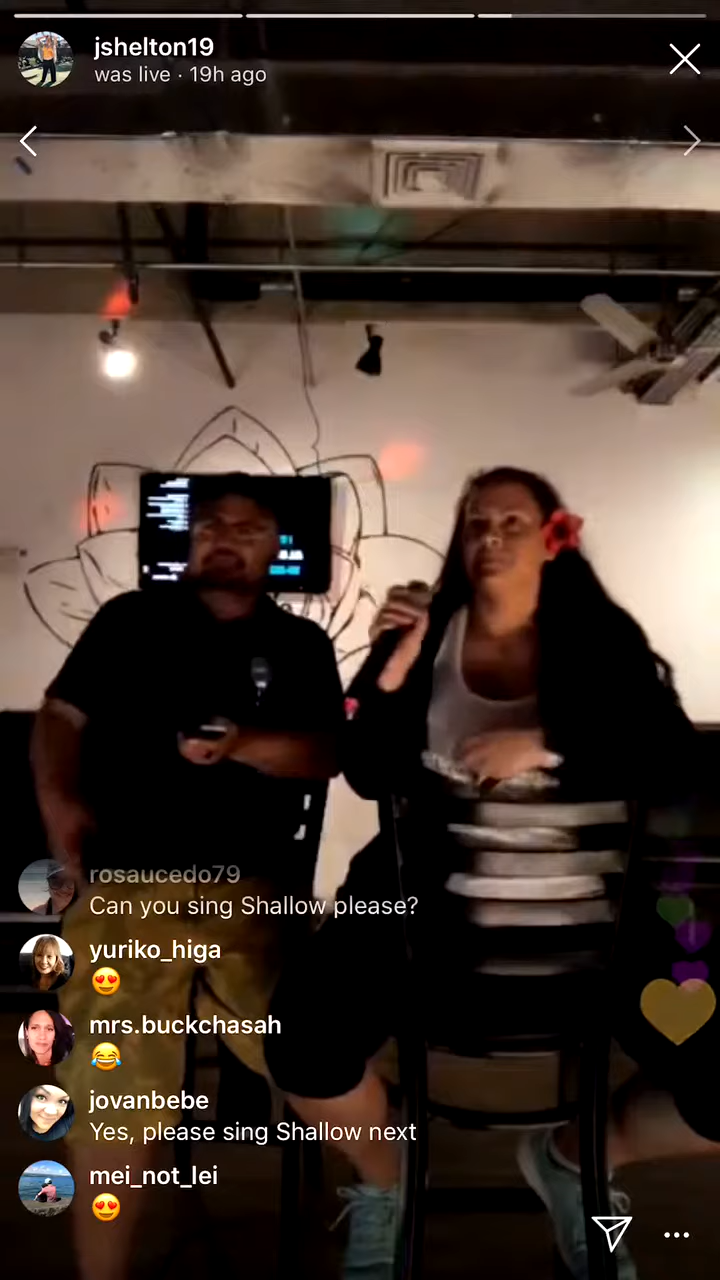 jshelton19
was live · 19h ago
rosaucedo79
Can you sing Shallow please?
yuriko_higa
😍
mrs.buckchasah
😂
jovanbebe
Yes, please sing Shallow next
mei_not_lei
😍